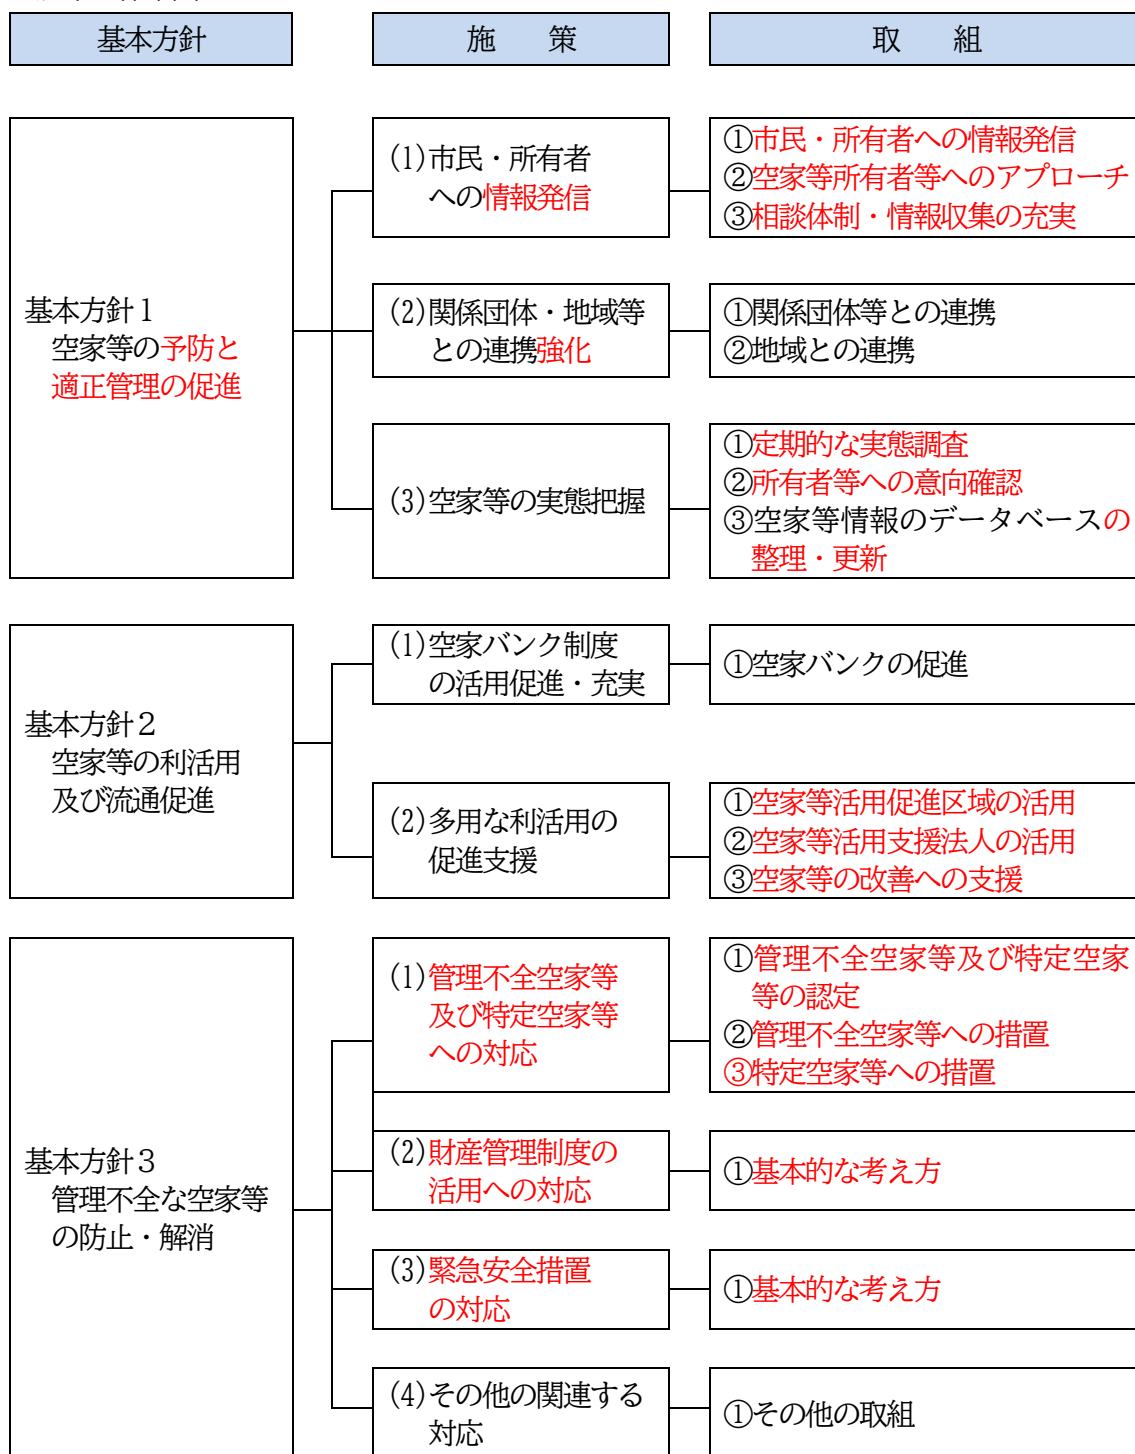 基本方針
施　策
取　組
基本方針１
空家等の予防と
適正管理の促進
(1)市民・所有者
への情報発信
①市民・所有者への情報発信
②空家等所有者等へのアプローチ
③相談体制・情報収集の充実
(2)関係団体・地域等
との連携強化
①関係団体等との連携
②地域との連携
(3)空家等の実態把握
①定期的な実態調査
②所有者等への意向確認
③空家等情報のデータベースの
整理・更新
基本方針２
空家等の利活用
及び流通促進
(1)空家バンク制度
の活用促進・充実
①空家バンクの促進
(2)多用な利活用の
促進支援
①空家等活用促進区域の活用
②空家等活用支援法人の活用
③空家等の改善への支援
基本方針３
管理不全な空家等
の防止・解消
(1)管理不全空家等
及び特定空家等
への対応
①管理不全空家等及び特定空家
等の認定
②管理不全空家等への措置
③特定空家等への措置
(2)財産管理制度の
活用への対応
①基本的な考え方
(3)緊急安全措置
の対応
①基本的な考え方
(4)その他の関連する
対応
①その他の取組